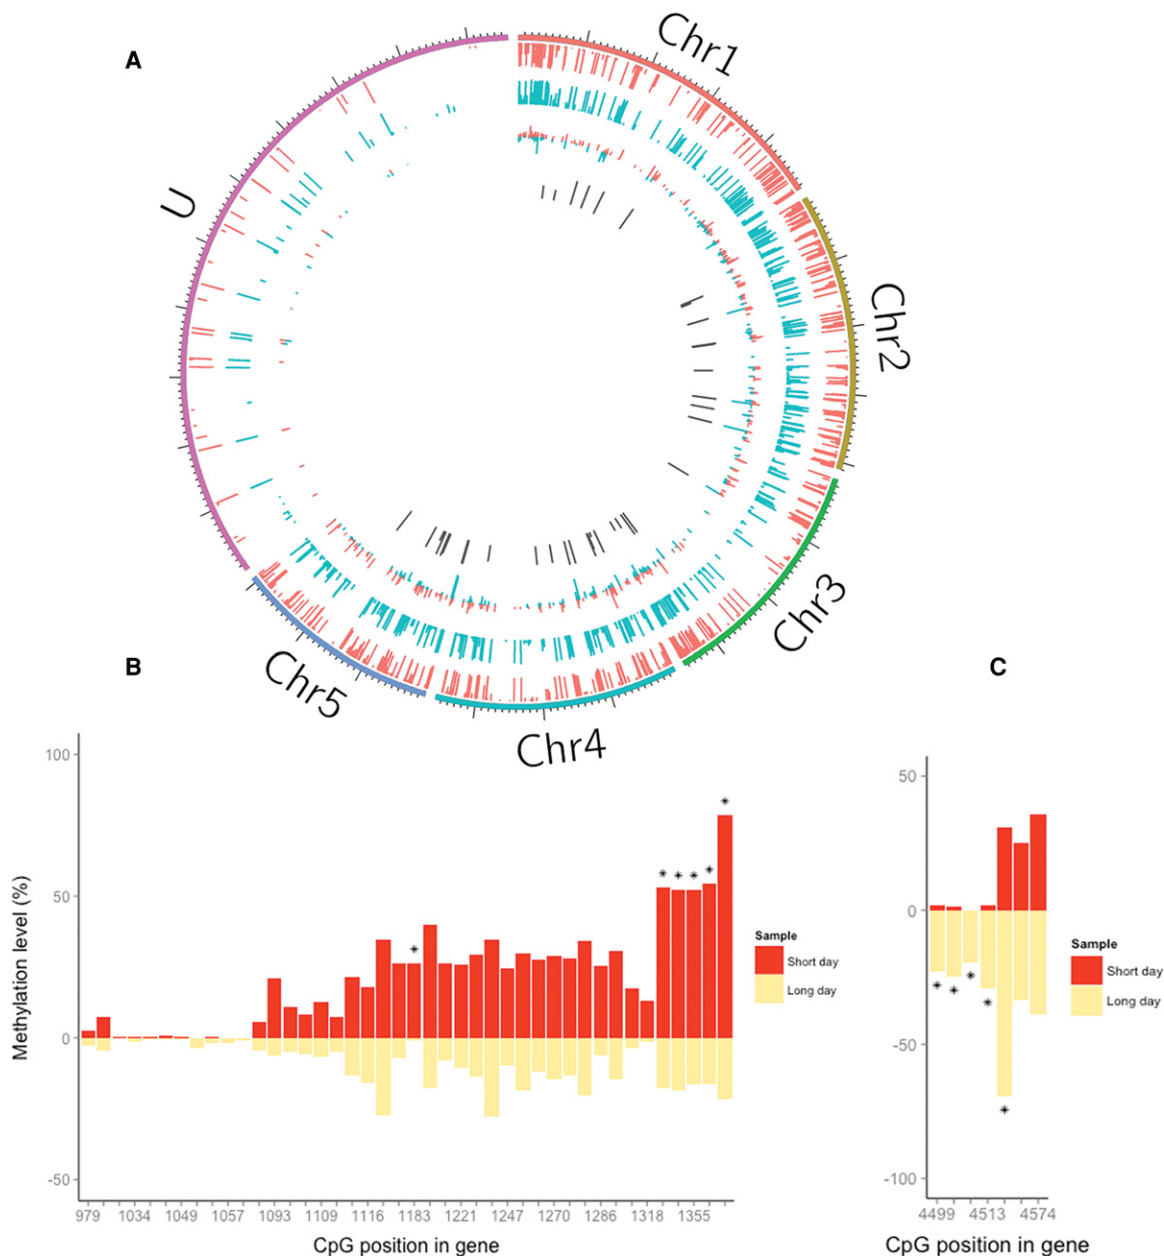 A
Chr1
U
Chr2
Chr3
B
C
Chr5
Chr4
100
50
0
-50
Methylation level (%)
Sample
Short day
Long day
979 1034 1049 1057 1093 1109 1116 1183 1221 1247 1270 1286 1318 1355
CpG position in gene
50
0
-50
-100
Sample
Short day
Long day
4499 4513 4574
CpG position in gene